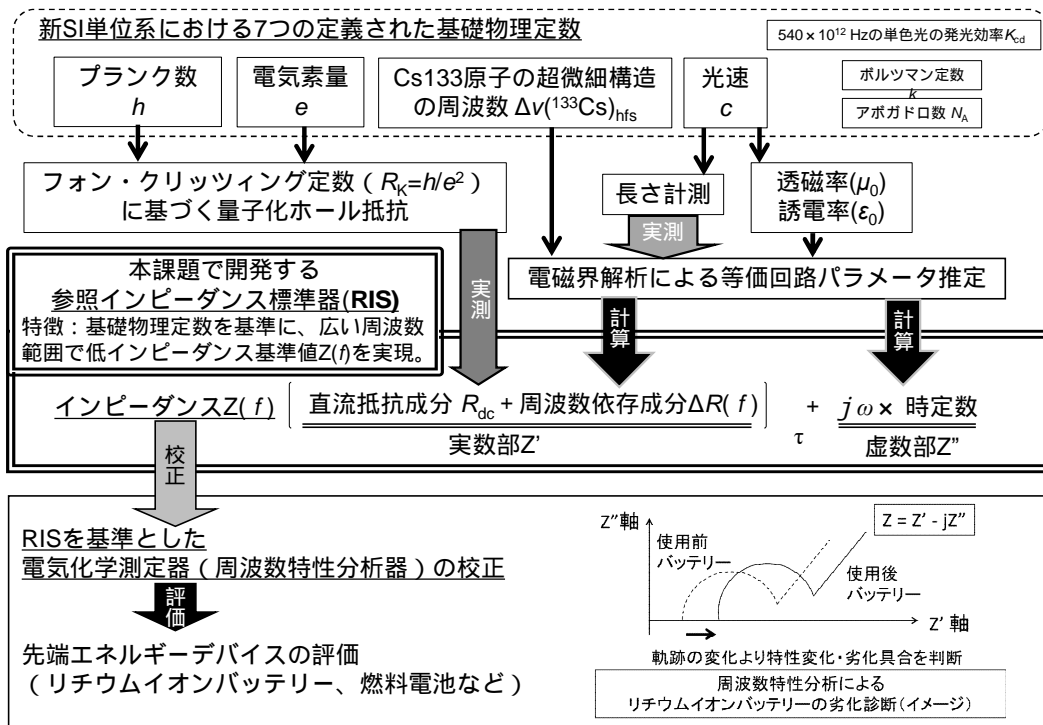 新SI単位系における7つの定義された基礎物理定数
540×10¹² Hzの単色光の発光効率K_cd
プランク数
h
電気素量
e
Cs133原子の超微細構造
の周波数 Δν(¹³³Cs)_hfs
光速
c
ボルツマン定数
k
アボガドロ数 N_A
フォン・クリッツィング定数（R_K=h/e²）
に基づく量子化ホール抵抗
長さ計測
透磁率(μ₀)
誘電率(ε₀)
実測
電磁界解析による等価回路パラメータ推定
本課題で開発する
参照インピーダンス標準器(RIS)
特徴：基礎物理定数を基準に、広い周波数
範囲で低インピーダンス基準値Z(f)を実現。
実測
計算
計算
インピーダンスZ( f )
直流抵抗成分 R_dc + 周波数依存成分ΔR( f )
実数部Z'
+
τ
jω× 時定数
虚数部Z"
校正
RISを基準とした
電気化学測定器（周波数特性分析器）の校正
評価
先端エネルギーデバイスの評価
（リチウムイオンバッテリー、燃料電池など）
Z"軸
Z = Z' - jZ"
使用前
バッテリー
使用後
バッテリー
Z' 軸
軌跡の変化より特性変化・劣化具合を判断
周波数特性分析による
リチウムイオンバッテリーの劣化診断(イメージ)